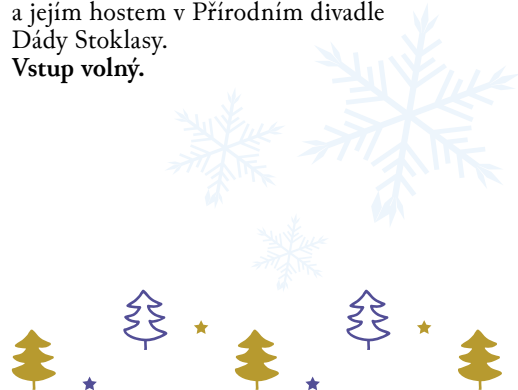 a jejím hostem v Přírodním divadle
Dády Stoklasy.
Vstup volný.